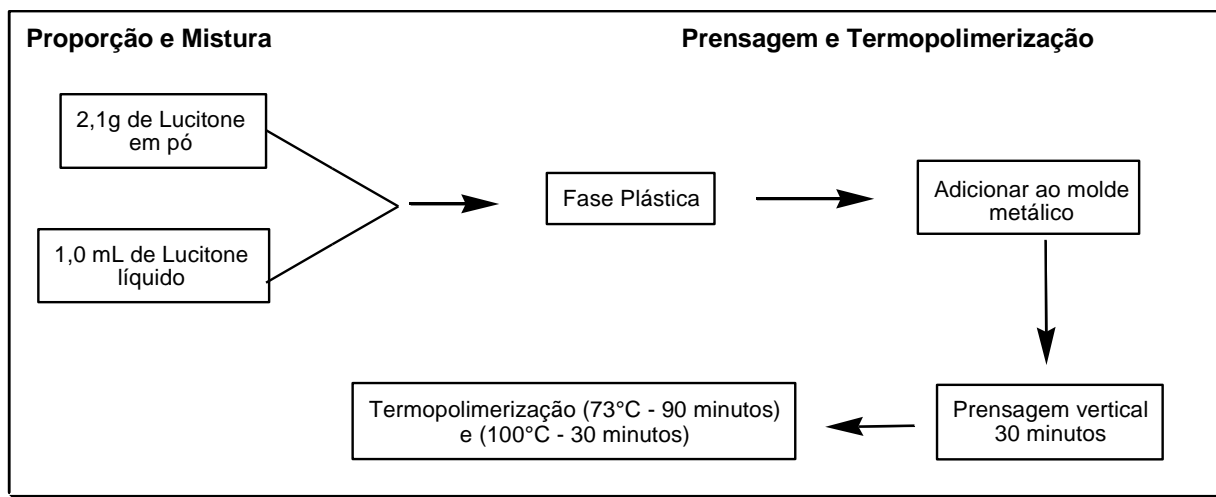 Proporção e Mistura
Prensagem e Termopolimerização
2,1g de Lucitone
em pó
1,0 mL de Lucitone
líquido
Fase Plástica
Adicionar ao molde
metálico
Prensagem vertical
30 minutos
Termopolimerização (73°C - 90 minutos)
e (100°C - 30 minutos)